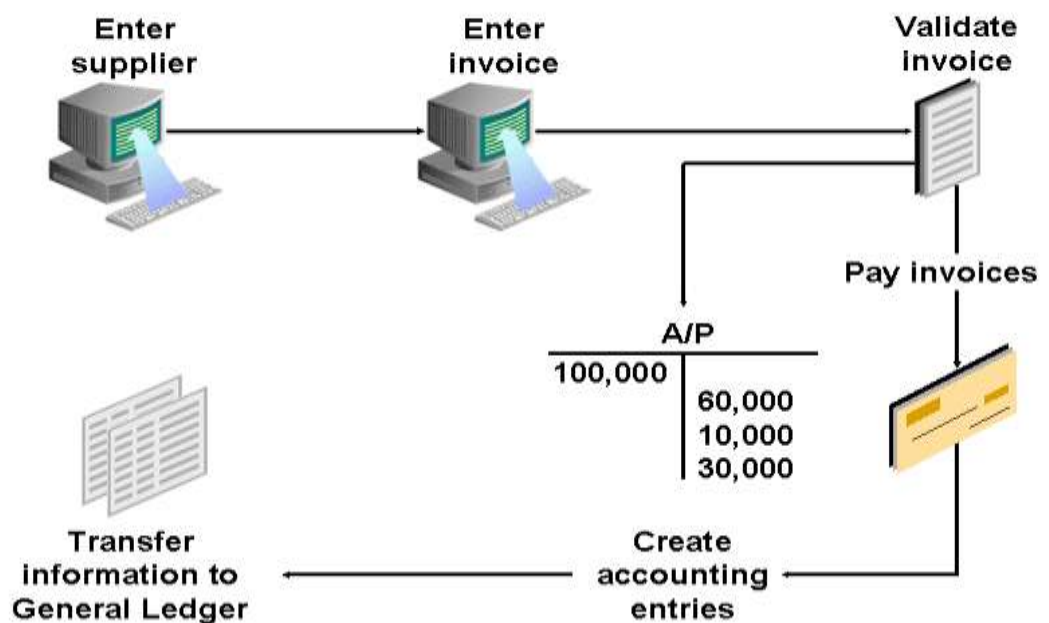 Enter
supplier
Enter
invoice
Validate
invoice
Pay invoices
A/P
100,000
60,000
10,000
30,000
Create
accounting
entries
Transfer
information to
General Ledger